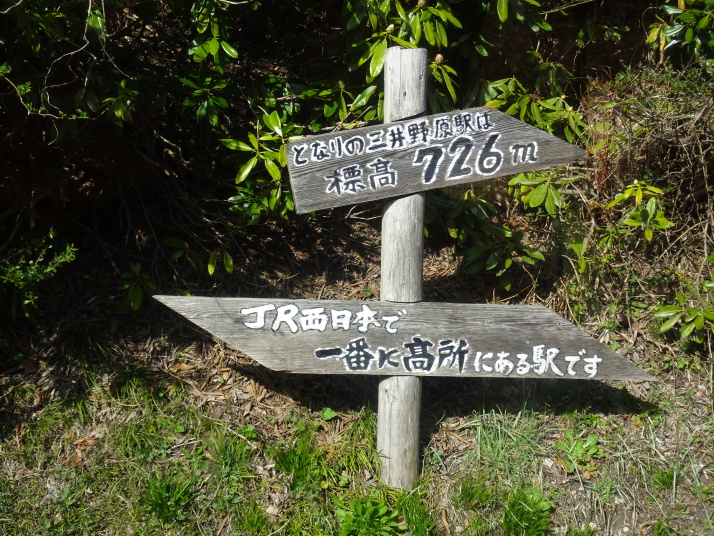 となりの三井野原駅は
標高 726m
JR西日本で
一番に高所にある駅です